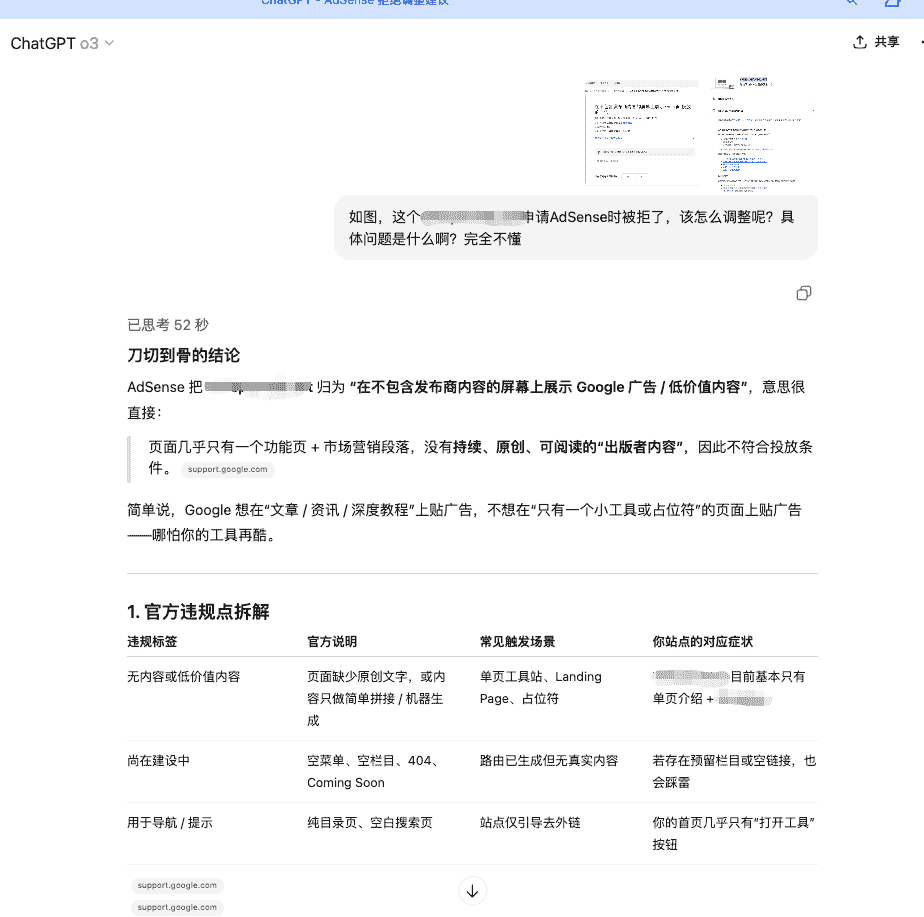 ChatGPT - AdSense 拒绝调整建议
ChatGPT o3
共享
如图，这个申请AdSense时被拒了，该怎么调整呢？具
体问题是什么啊？完全不懂
已思考 52 秒
刀切到骨的结论
AdSense 把 归为 “在不包含发布商内容的屏幕上展示 Google 广告 / 低价值内容”，意思很
直接：
页面几乎只有一个功能页 + 市场营销段落，没有持续、原创、可阅读的“出版者内容”，因此不符合投放条
件。 support.google.com
简单说，Google 想在“文章 / 资讯 / 深度教程”上贴广告，不想在“只有一个小工具或占位符”的页面上贴广告
——哪怕你的工具再酷。
1. 官方违规点拆解
违规标签 官方说明 常见触发场景 你站点的对应症状
无内容或低价值内容 页面缺少原创文字，或内 单页工具站、Landing 目前基本只有
容只做简单拼接 / 机器生 Page、占位符 单页介绍 +
成
尚在建设中 空菜单、空栏目、404、 路由已生成但无真实内容 若存在预留栏目或空链接，也
Coming Soon 会踩雷
用于导航 / 提示 纯目录页、空白搜索页 站点仅引导去外链 你的首页几乎只有“打开工具”
按钮
support.google.com
support.google.com